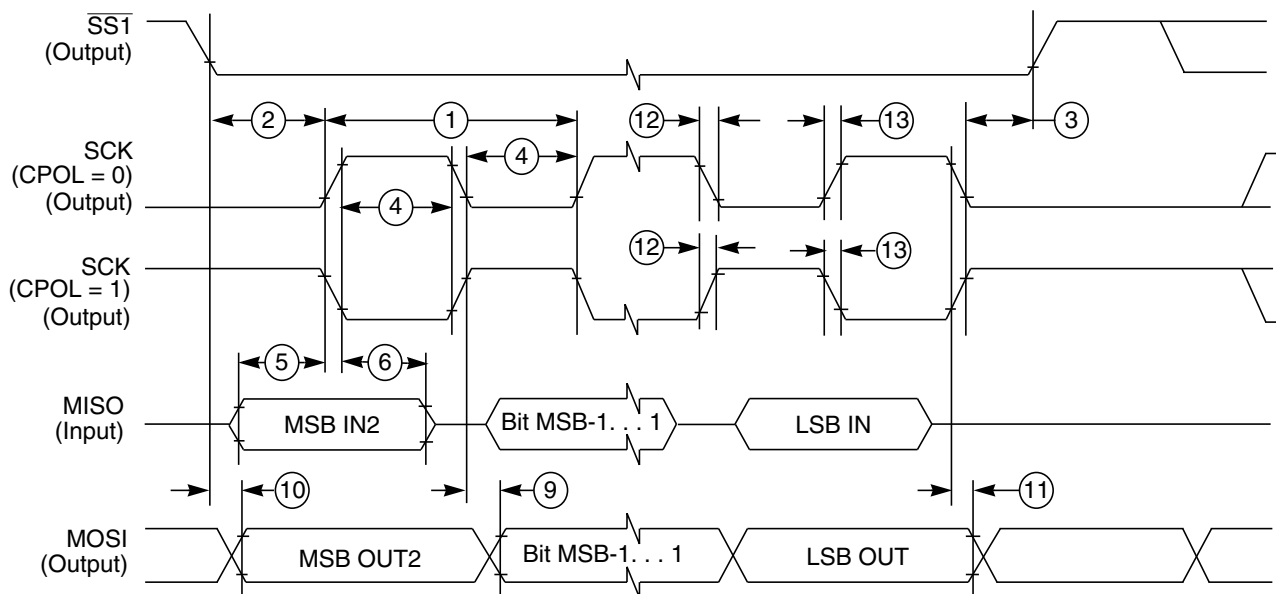 SS1
(Output)
2
1
12
13
3
SCK
(CPOL = 0)
(Output)
4
4
12
13
SCK
(CPOL = 1)
(Output)
5
6
MISO
(Input)
MSB IN2
Bit MSB-1. . . 1
LSB IN
10
9
11
MOSI
(Output)
MSB OUT2
Bit MSB-1. . . 1
LSB OUT